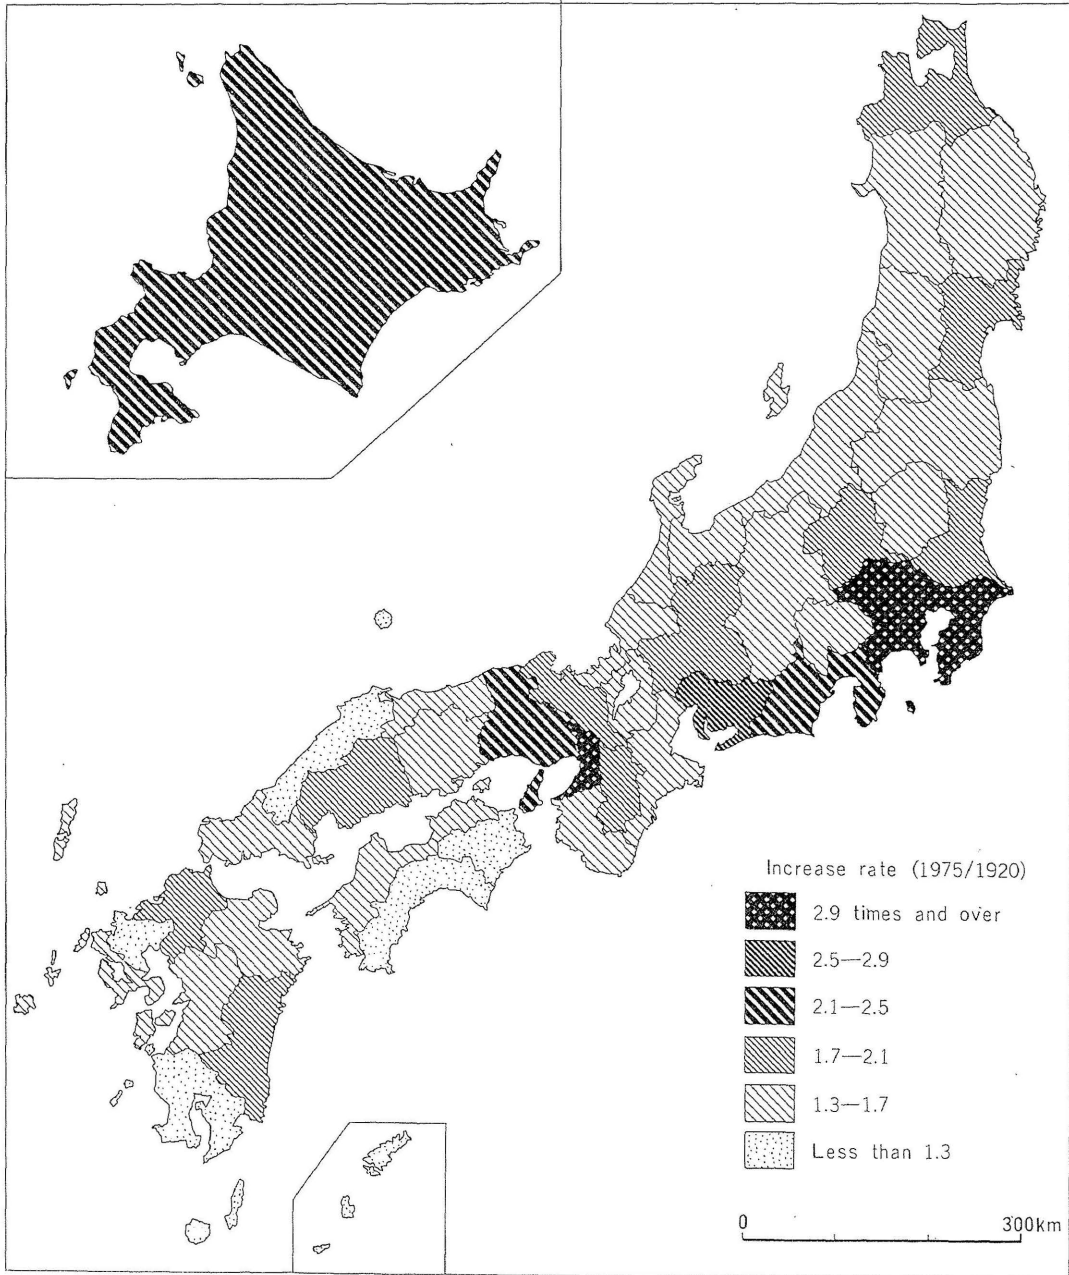 Increase rate (1975/1920)
2.9 times and over
2.5—2.9
2.1—2.5
1.7—2.1
1.3—1.7
Less than 1.3
0 300km